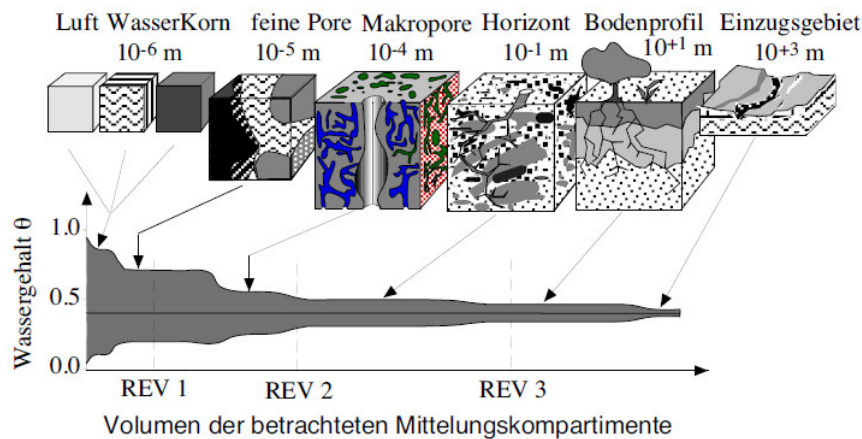 Luft WasserKorn feine Pore Makropore Horizont Bodenprofil Einzugsgebiet
10-6 m 10-5 m 10-4 m 10-1 m 10+1 m 10+3 m
Wassergehalt θ
1.0
0.5
0.0
REV 1 REV 2 REV 3
Volumen der betrachteten Mittelungskompartimente